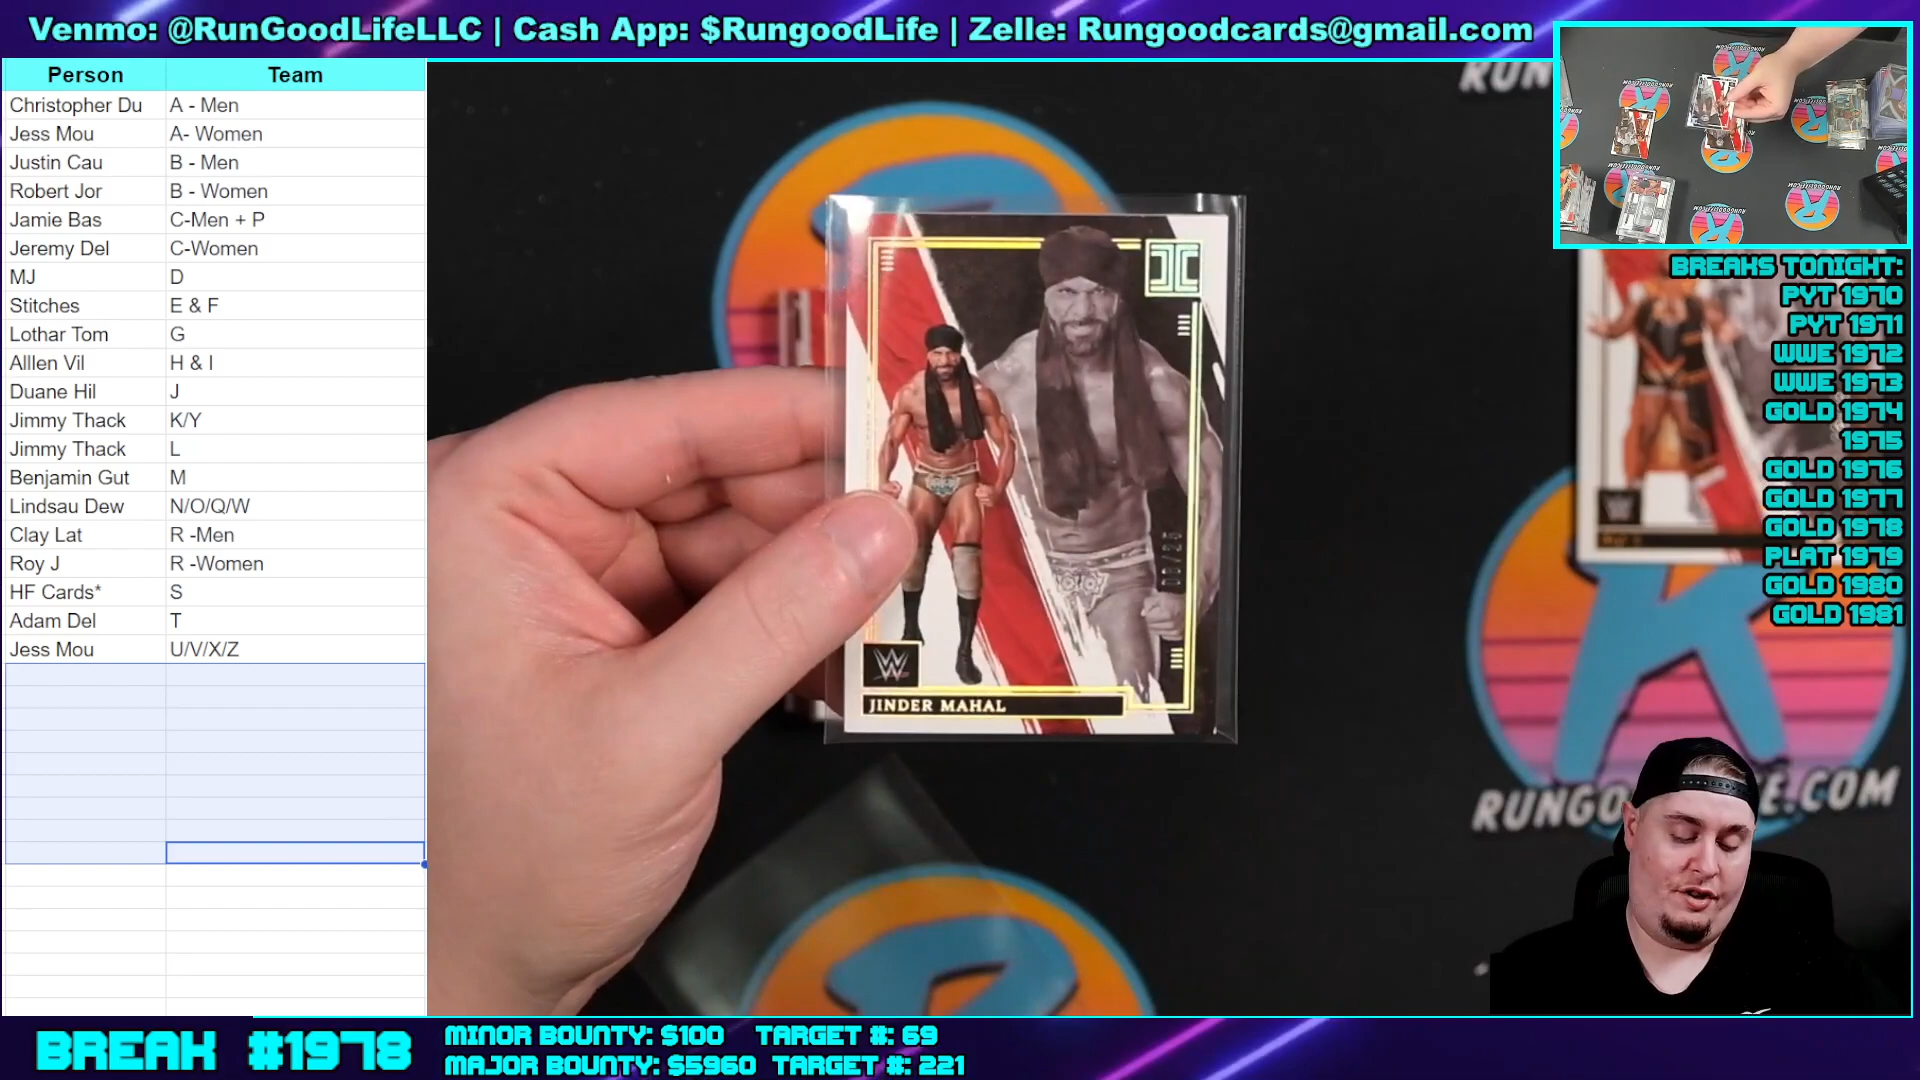 Venmo: @RunGoodLifeLLC | Cash App: $RungoodLife | Zelle: Rungoodcards@gmail.com
Person Team
Christopher Du A - Men
Jess Mou A- Women
Justin Cau B - Men
Robert Jor B - Women
Jamie Bas C-Men + P
Jeremy Del C-Women
MJ D
Stitches E & F
Lothar Tom G
Alllen Vil H & I
Duane Hil J
Jimmy Thack K/Y
Jimmy Thack L
Benjamin Gut M
Lindsau Dew N/O/Q/W
Clay Lat R -Men
Roy J R -Women
HF Cards* S
Adam Del T
Jess Mou U/V/X/Z
RUN
W
JINDER MAHAL
BREAKS TONIGHT:
PYT 1970
PYT 1971
WWE 1972
WWE 1973
GOLD 1974
1975
GOLD 1976
GOLD 1977
GOLD 1978
PLAT 1979
GOLD 1980
GOLD 1981
RUNGO E.COM
BREAK #1978
MINOR BOUNTY: $100 TARGET #: 69
MAJOR BOUNTY: $5960 TARGET #: 221